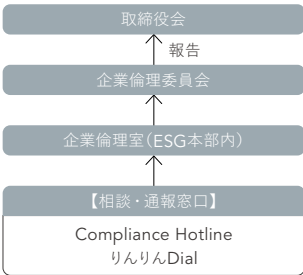 取締役会
報告
企業倫理委員会
企業倫理室(ESG本部内)
【相談・通報窓口】
Compliance Hotline
りんりんDial